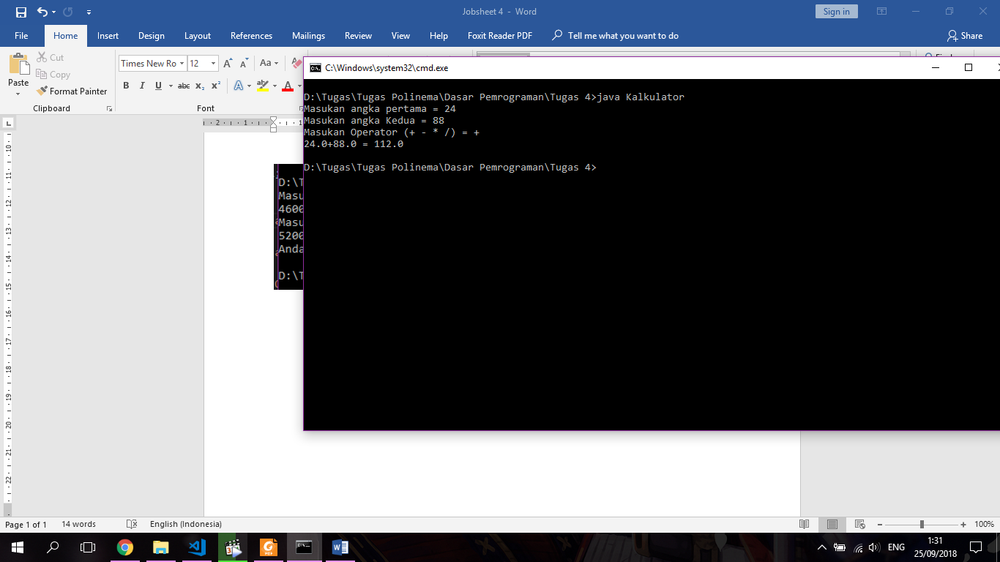 Jobsheet 4 - Word
Sign in
File Home Insert Design Layout References Mailings Review View Help Foxit Reader PDF Tell me what you want to do Share
Paste
Cut
Copy
Format Painter
Clipboard
Times New Ro 12
Aa
B I U abc x₂ x²
Font
C:\Windows\system32\cmd.exe
D:\Tugas\Tugas Polinema\Dasar Pemrograman\Tugas 4>java Kalkulator
Masukan angka pertama = 24
Masukan angka Kedua = 88
Masukan Operator (+ - * /) = +
24.0+88.0 = 112.0
D:\Tugas\Tugas Polinema\Dasar Pemrograman\Tugas 4>
D:\T
Masu
4600
Masu
5200
Anda
D:\T
Page 1 of 1 14 words English (Indonesia) 100%
ENG
1:31
25/09/2018